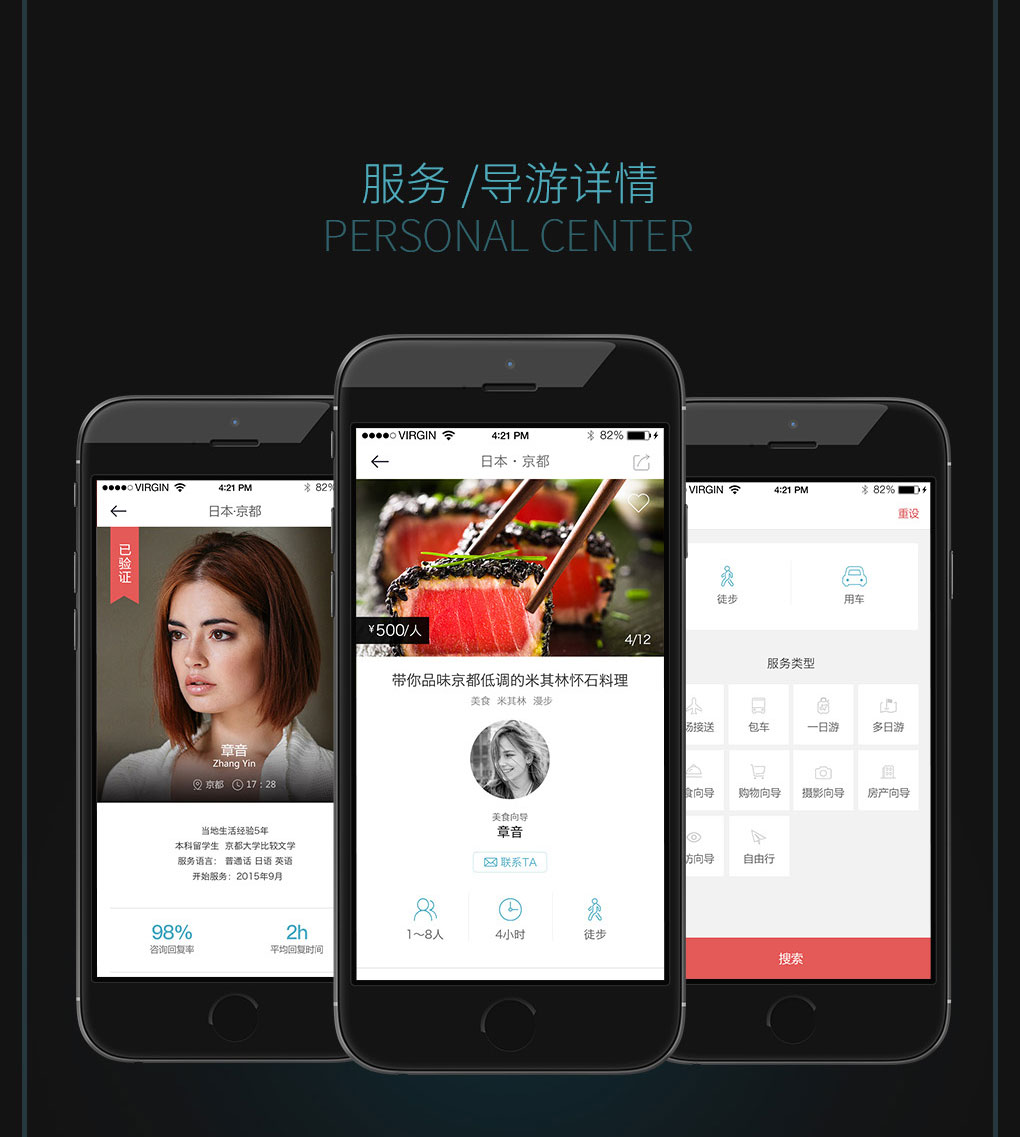 服务 /导游详情
PERSONAL CENTER
VIRGIN 4:21 PM 82%
日本·京都
已验证
章音
Zhang Yin
京都 17 : 28
当地生活经验5年
本科留学生 京都大学比较文学
服务语言： 普通话 日语 英语
开始服务：2015年9月
98% 2h
咨询回复率 平均回复时间
VIRGIN 4:21 PM 82%
日本 · 京都
¥500/人
4/12
带你品味京都低调的米其林怀石料理
美食 米其林 漫步
美食向导
章音
联系TA
1～8人 4小时 徒步
VIRGIN 4:21 PM 82%
重设
徒步 用车
服务类型
接送 包车 一日游 多日游
向导 购物向导 摄影向导 房产向导
向导 自由行
搜索